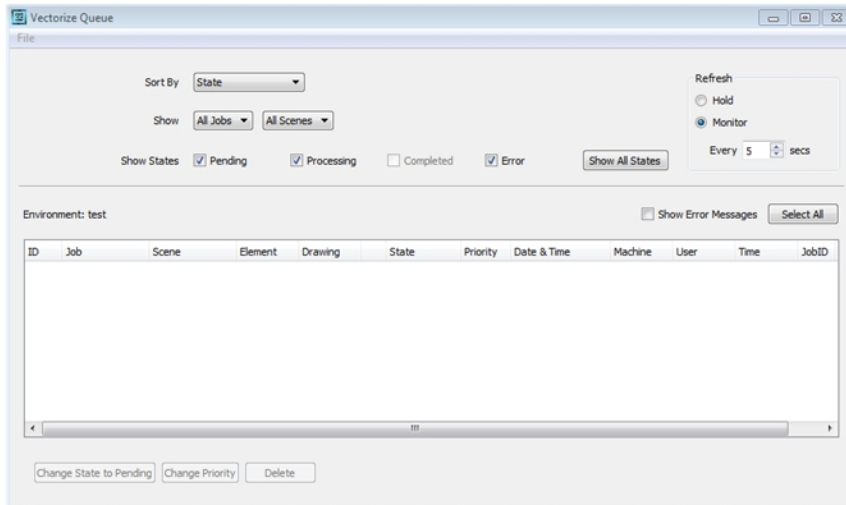 Vectorize Queue
File
Sort By State
Refresh
Hold
Show All Jobs All Scenes
Monitor
Every 5 secs
Show States Pending Processing Completed Error Show All States
Environment: test Show Error Messages Select All
ID Job Scene Element Drawing State Priority Date & Time Machine User Time JobID
Change State to Pending Change Priority Delete